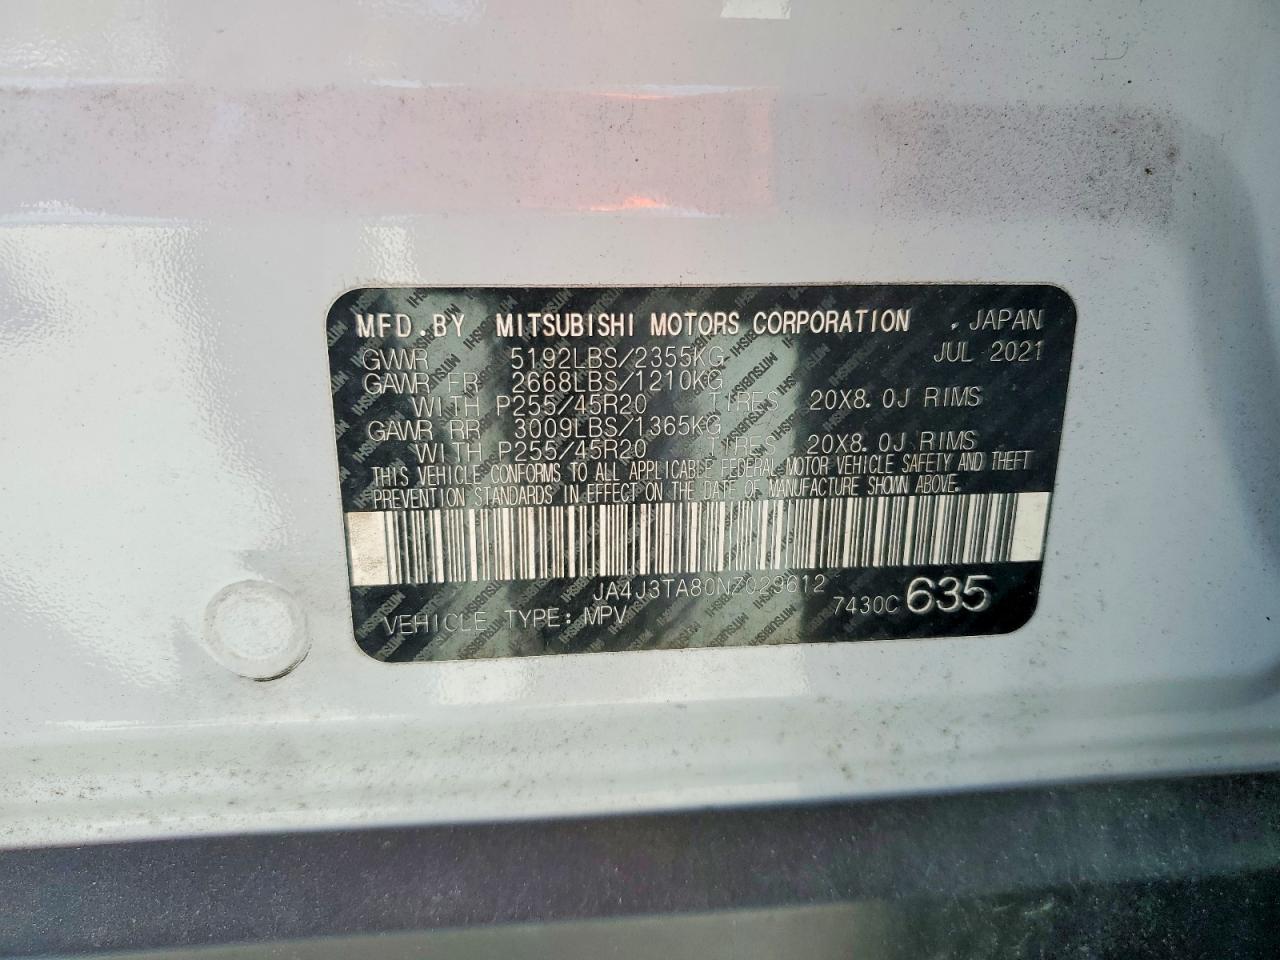 MFD.BY MITSUBISHI MOTORS CORPORATION , JAPAN
GVWR 5192LBS/2355KG JUL 2021
GAWR FR 2668LBS/1210KG
WITH P255/45R20 TIRES 20X8.0J RIMS
GAWR RR 3009LBS/1365KG
WITH P255/45R20 TIRES 20X8.0J RIMS
THIS VEHICLE CONFORMS TO ALL APPLICABLE FEDERAL MOTOR VEHICLE SAFETY AND THEFT
PREVENTION STANDARDS IN EFFECT ON THE DATE OF MANUFACTURE SHOWN ABOVE.
JA4J3TA80NZ029612
VEHICLE TYPE: MPV 7430C 635